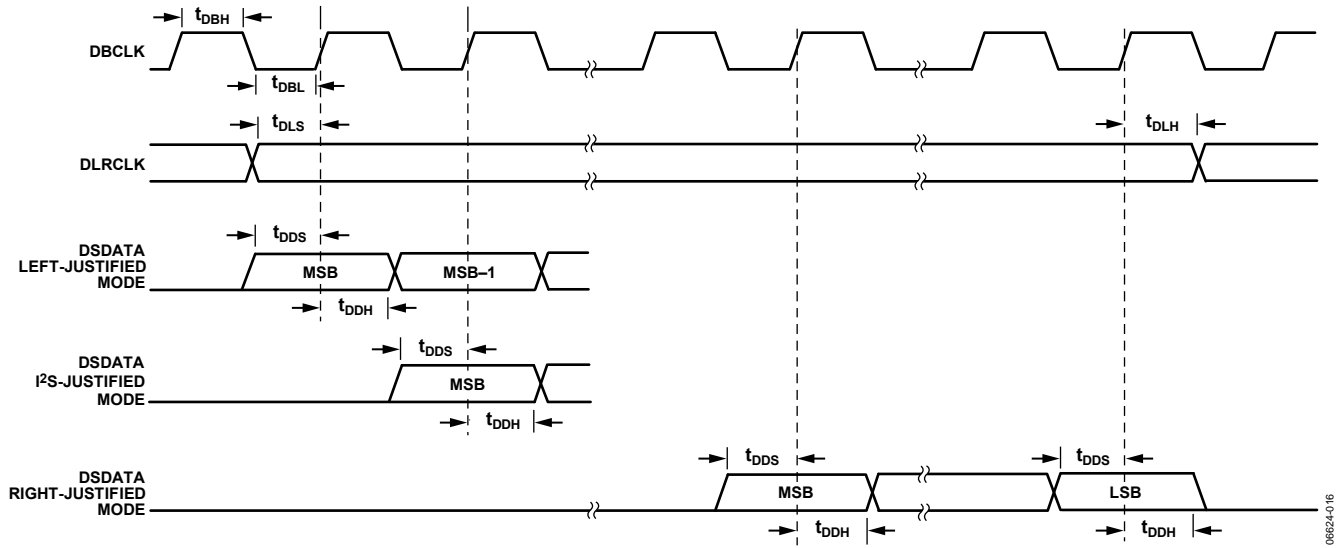 tDBH
DBCLK
tDBL
tDLS
tDLH
DLRCLK
DSDATA
LEFT-JUSTIFIED
MODE
tDDS
MSB
MSB–1
tDDH
DSDATA
I²S-JUSTIFIED
MODE
tDDS
MSB
tDDH
DSDATA
RIGHT-JUSTIFIED
MODE
tDDS
MSB
tDDH
tDDS
LSB
tDDH
06624-016